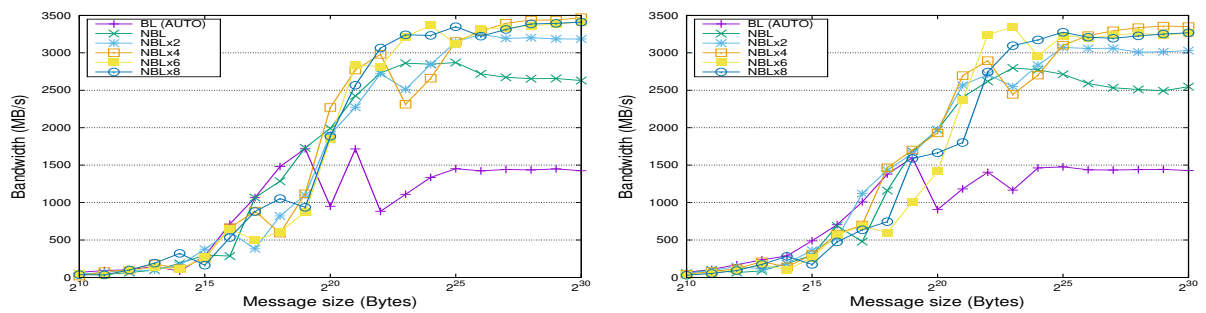 3500
3000
2500
2000
1500
1000
500
0
Bandwidth (MB/s)
BL (AUTO)
NBL
NBLx2
NBLx4
NBLx6
NBLx8
2^10 2^15 2^20 2^25 2^30
Message size (Bytes)
3500
3000
2500
2000
1500
1000
500
0
Bandwidth (MB/s)
BL (AUTO)
NBL
NBLx2
NBLx4
NBLx6
NBLx8
2^10 2^15 2^20 2^25 2^30
Message size (Bytes)